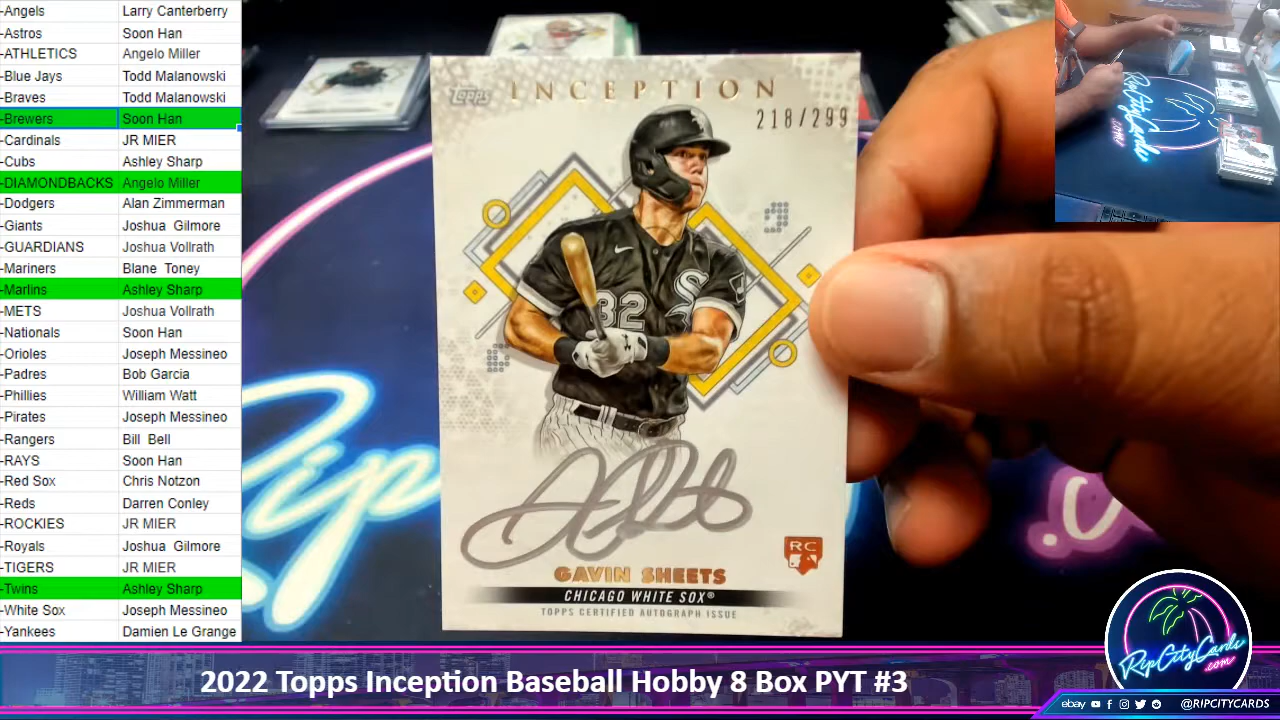 -Angels Larry Canterberry
-Astros Soon Han
-ATHLETICS Angelo Miller
-Blue Jays Todd Malanowski
-Braves Todd Malanowski
-Brewers Soon Han
-Cardinals JR MIER
-Cubs Ashley Sharp
-DIAMONDBACKS Angelo Miller
-Dodgers Alan Zimmerman
-Giants Joshua Gilmore
-GUARDIANS Joshua Vollrath
-Mariners Blane Toney
-Marlins Ashley Sharp
-METS Joshua Vollrath
-Nationals Soon Han
-Orioles Joseph Messineo
-Padres Bob Garcia
-Phillies William Watt
-Pirates Joseph Messineo
-Rangers Bill Bell
-RAYS Soon Han
-Red Sox Chris Notzon
-Reds Darren Conley
-ROCKIES JR MIER
-Royals Joshua Gilmore
-TIGERS JR MIER
-Twins Ashley Sharp
-White Sox Joseph Messineo
-Yankees Damien Le Grange
Topps INCEPTION
218/299
32
Sox
GAVIN SHEETS
RC
CHICAGO WHITE SOX®
TOPPS CERTIFIED AUTOGRAPH ISSUE
Rip
RipCityCards
RipCityCards
.com
2022 Topps Inception Baseball Hobby 8 Box PYT #3
ebay @RIPCITYCARDS